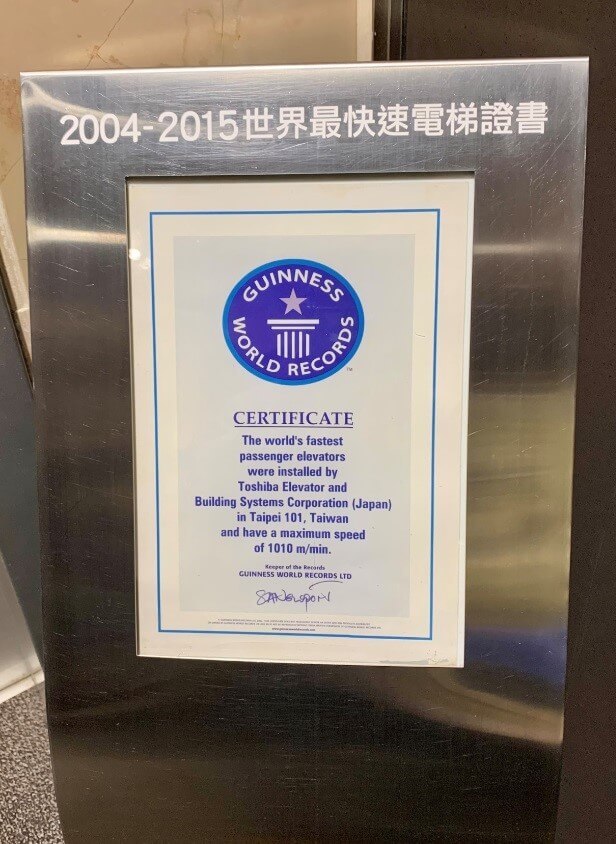 2004-2015世界最快速電梯證書
GUINNESS
WORLD RECORDS
TM
CERTIFICATE
The world's fastest
passenger elevators
were installed by
Toshiba Elevator and
Building Systems Corporation (Japan)
in Taipei 101, Taiwan
and have a maximum speed
of 1010 m/min.
Keeper of the Records
GUINNESS WORLD RECORDS LTD